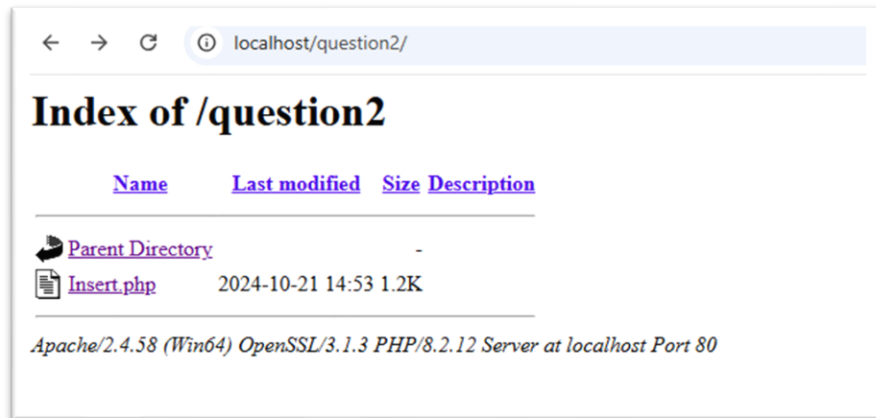 localhost/question2/
Index of /question2
Name Last modified Size Description
Parent Directory -
Insert.php 2024-10-21 14:53 1.2K
Apache/2.4.58 (Win64) OpenSSL/3.1.3 PHP/8.2.12 Server at localhost Port 80